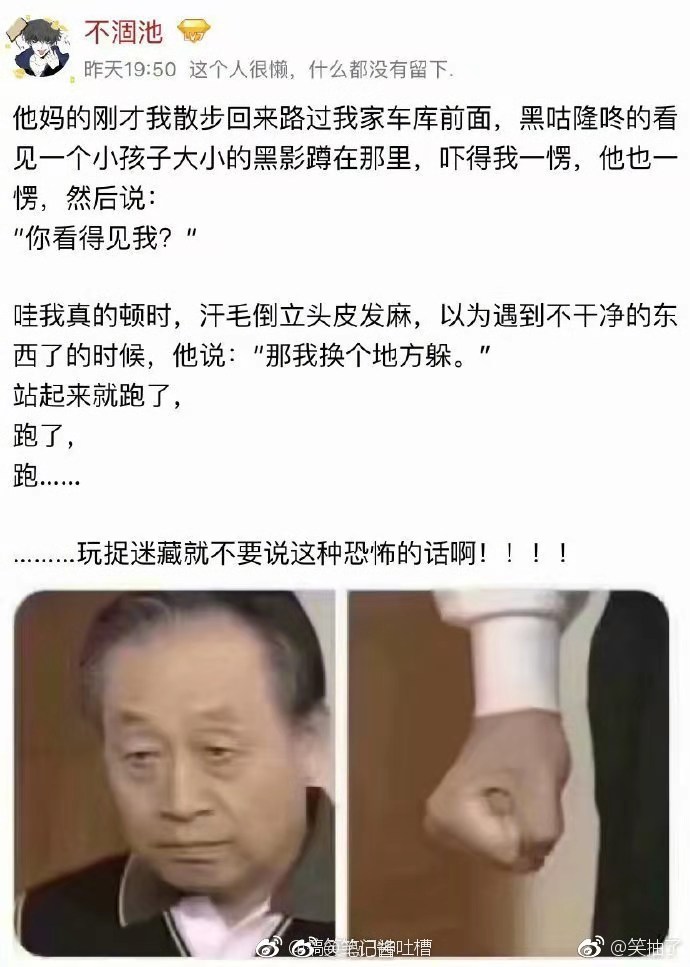 不涸池 LV7
昨天19:50 这个人很懒，什么都没有留下.
他妈的刚才我散步回来路过我家车库前面，黑咕隆咚的看
见一个小孩子大小的黑影蹲在那里，吓得我一愣，他也一
愣，然后说：
“你看得见我？“
哇我真的顿时，汗毛倒立头皮发麻，以为遇到不干净的东
西了的时候，他说：“那我换个地方躲。”
站起来就跑了，
跑了，
跑……
………玩捉迷藏就不要说这种恐怖的话啊！！！！
吐槽
笑抽了